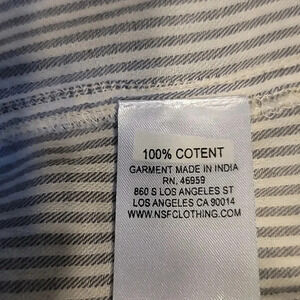 100% COTENT
GARMENT MADE IN INDIA
RN. 46959
860 S LOS ANGELES ST
LOS ANGELES CA 90014
WWW.NSFCLOTHING.COM